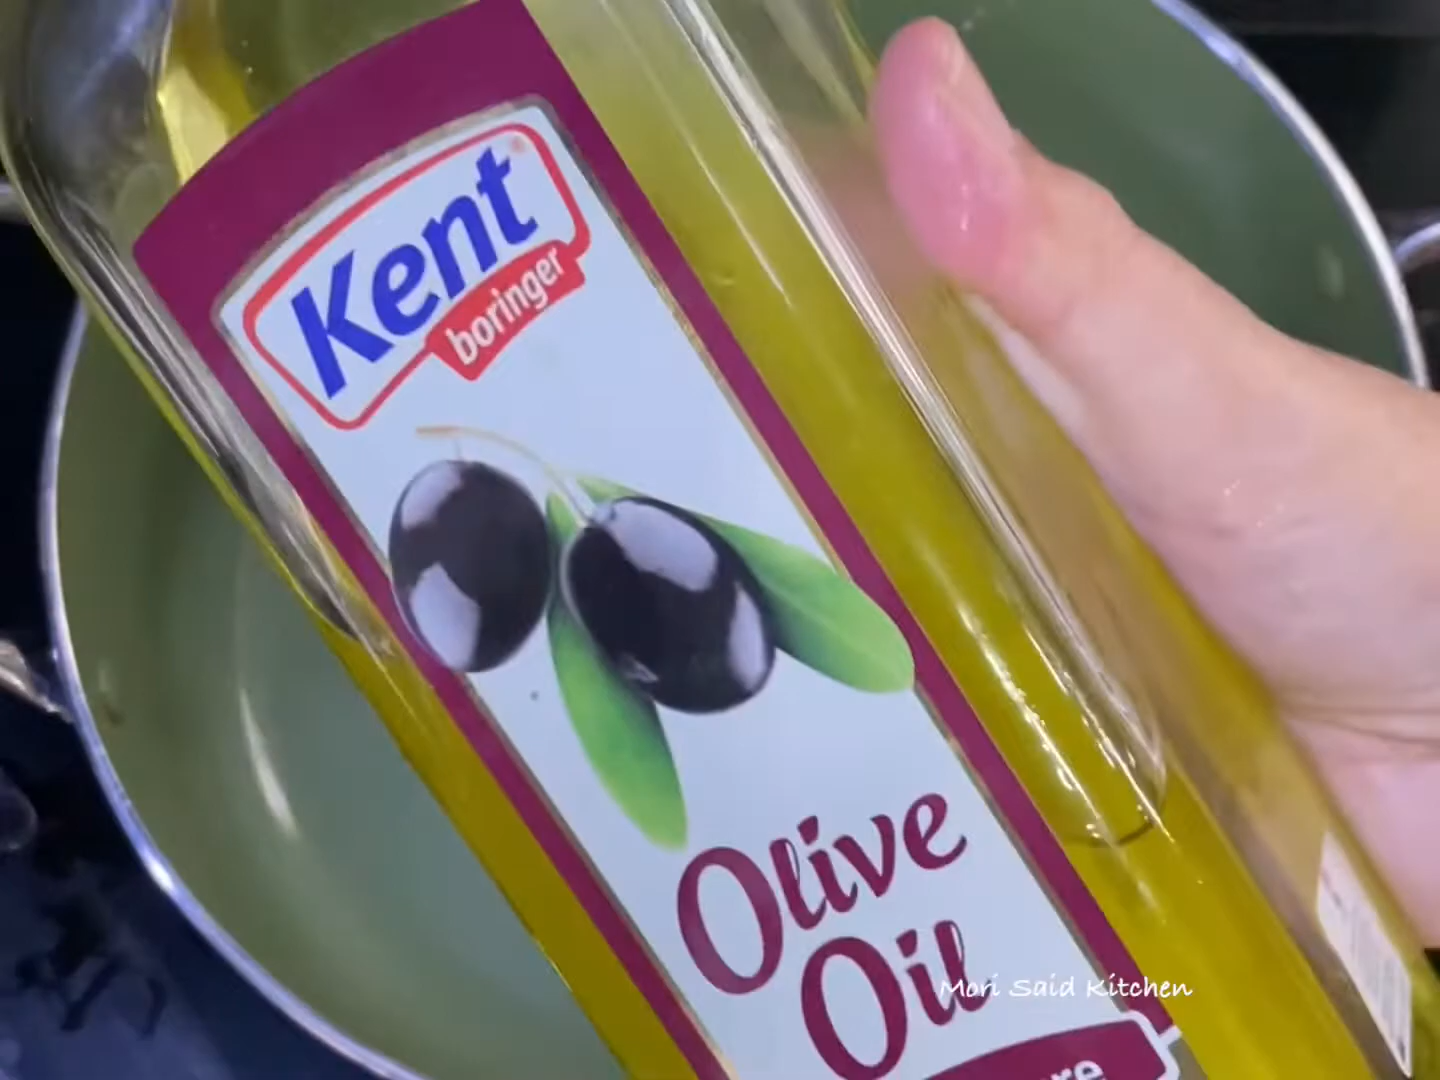 Kent
boringer
Olive
Oil
Mori Said Kitchen